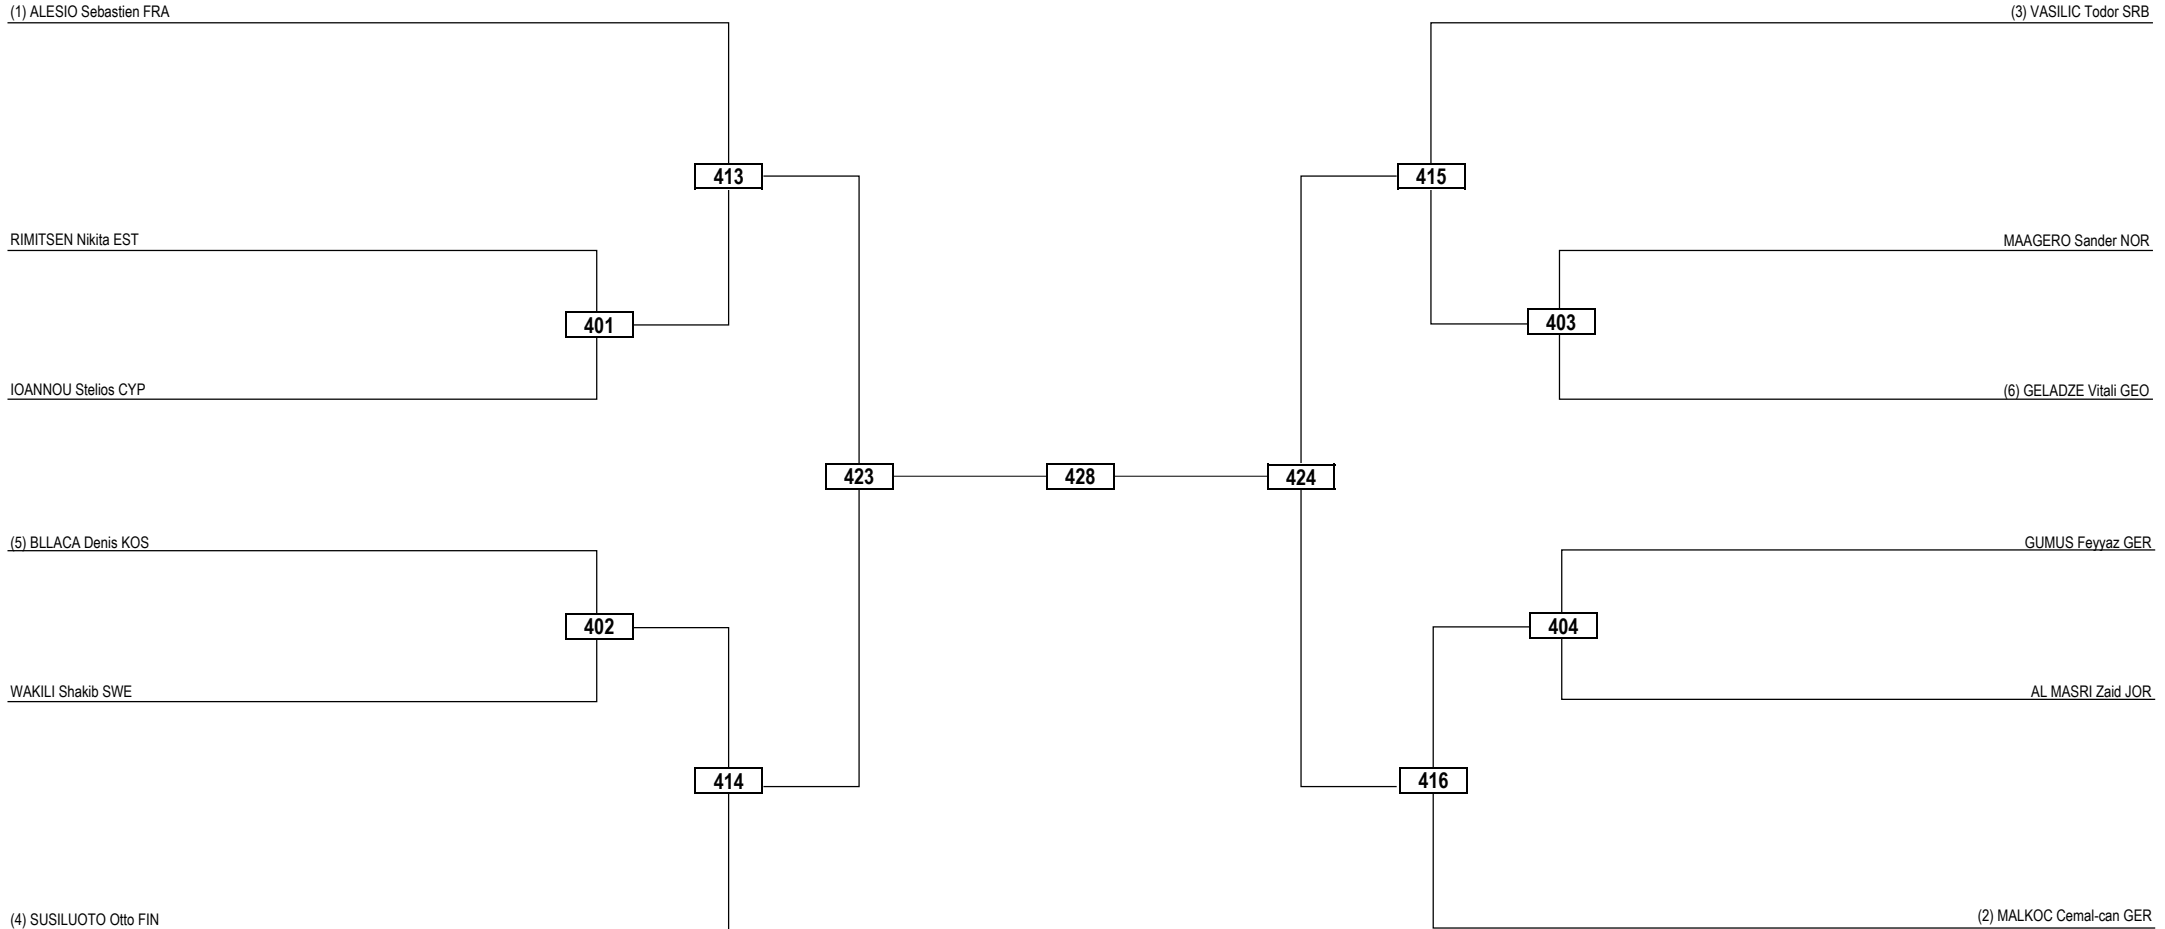 (1) ALESIO Sebastien FRA
(3) VASILIC Todor SRB
413
415
RIMITSEN Nikita EST
MAAGERO Sander NOR
401
403
IOANNOU Stelios CYP
(6) GELADZE Vitali GEO
423
428
424
(5) BLLACA Denis KOS
GUMUS Feyyaz GER
402
404
WAKILI Shakib SWE
AL MASRI Zaid JOR
414
416
(4) SUSILUOTO Otto FIN
(2) MALKOC Cemal-can GER